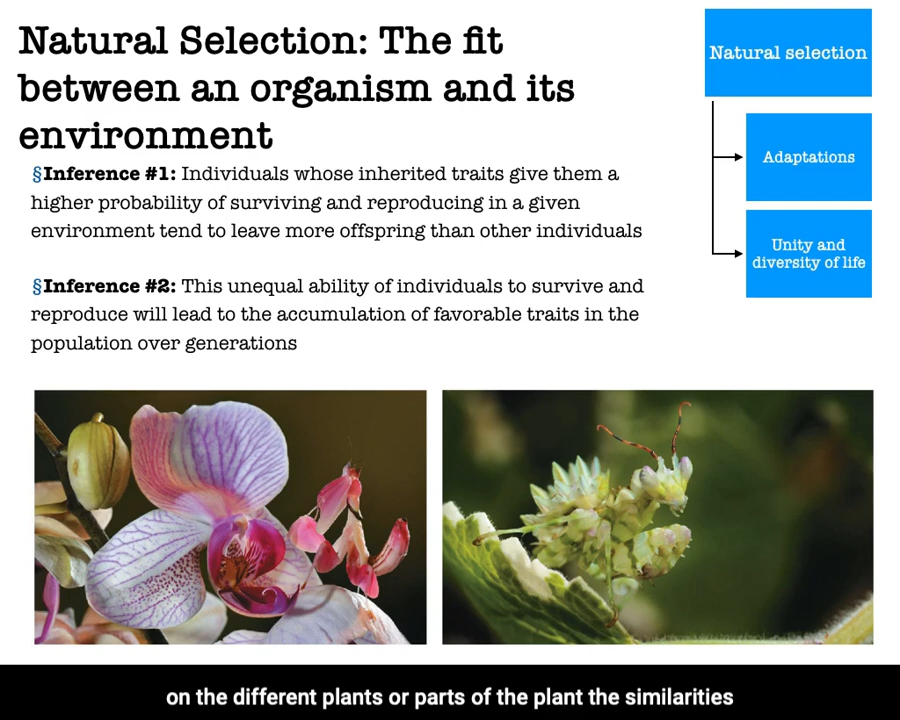 Natural Selection: The fit
between an organism and its
environment
§Inference #1: Individuals whose inherited traits give them a
higher probability of surviving and reproducing in a given
environment tend to leave more offspring than other individuals
§Inference #2: This unequal ability of individuals to survive and
reproduce will lead to the accumulation of favorable traits in the
population over generations
Natural selection
Adaptations
Unity and
diversity of life
on the different plants or parts of the plant the similarities